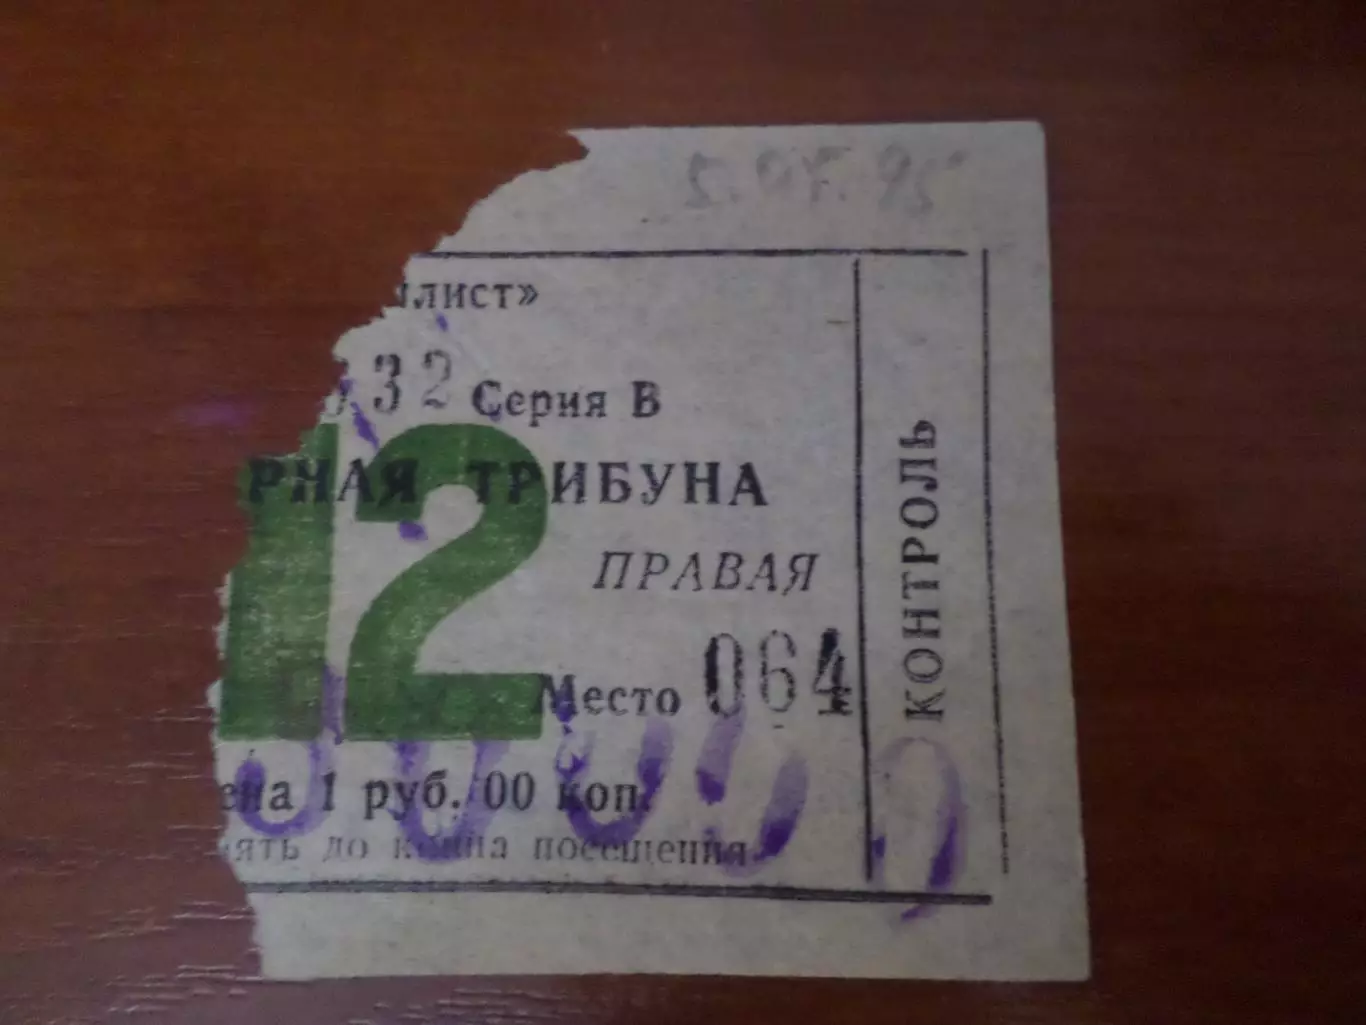 5.07.95
илист»
32 Серия В
12
РНАЯ ТРИБУНА
ПРАВАЯ
Место 064
ена 1 руб. 00 коп.
ять до конца посещения
КОНТРОЛЬ